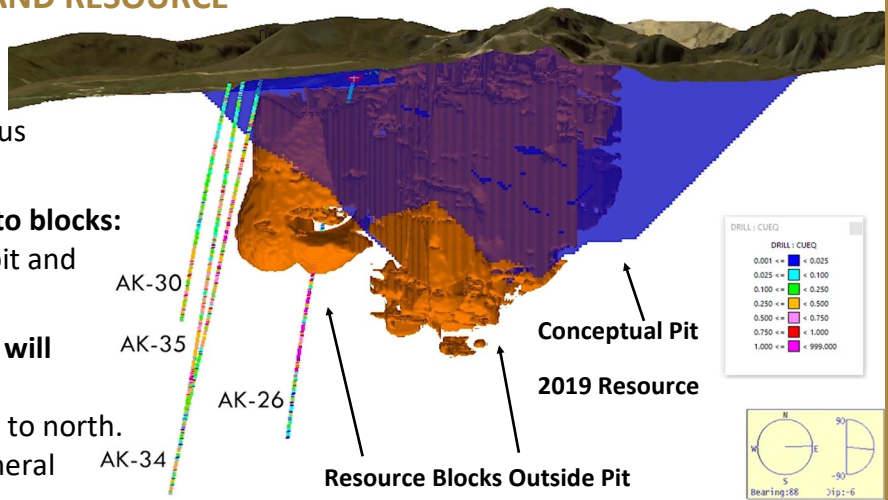 AND RESOURCE
us
to blocks:
pit and
will
to north.
neral
AK-30
AK-35
AK-26
AK-34
Conceptual Pit
2019 Resource
Resource Blocks Outside Pit
DRILL : CUEQ
DRILL : CUEQ
0.001 <= < 0.025
0.025 <= < 0.100
0.100 <= < 0.250
0.250 <= < 0.500
0.500 <= < 0.750
0.750 <= < 1.000
1.000 <= < 999.000
N
W E
S
90
-90
Bearing:88 Dip:-6